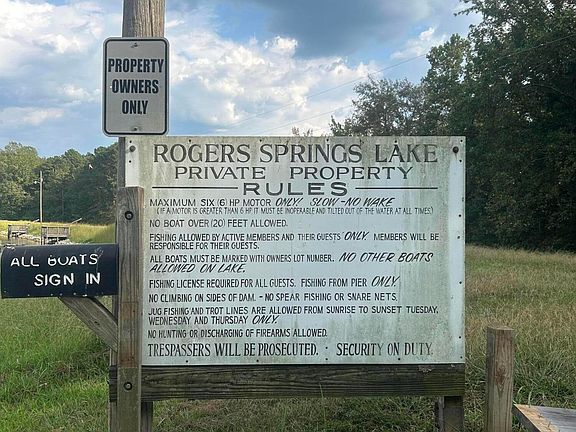 PROPERTY
OWNERS
ONLY
ROGERS SPRINGS LAKE
PRIVATE PROPERTY
RULES
MAXIMUM SIX (6) HP MOTOR ONLY! SLOW - NO WAKE
(IF A MOTOR IS GREATER THAN 6 HP IT MUST BE INOPERABLE AND TILTED OUT OF THE WATER AT ALL TIMES)
NO BOAT OVER (20) FEET ALLOWED.
FISHING ALLOWED BY ACTIVE MEMBERS AND THEIR GUESTS ONLY. MEMBERS WILL BE
RESPONSIBLE FOR THEIR GUESTS.
ALL BOATS MUST BE MARKED WITH OWNERS LOT NUMBER. NO OTHER BOATS
ALLOWED ON LAKE.
FISHING LICENSE REQUIRED FOR ALL GUESTS. FISHING FROM PIER ONLY
NO CLIMBING ON SIDES OF DAM. - NO SPEAR FISHING OR SNARE NETS.
JUG FISHING AND TROT LINES ARE ALLOWED FROM SUNRISE TO SUNSET TUESDAY,
WEDNESDAY AND THURSDAY ONLY.
NO HUNTING OR DISCHARGING OF FIREARMS ALLOWED.
TRESPASSERS WILL BE PROSECUTED. - SECURITY ON DUTY.
ALL BOATS
SIGN IN